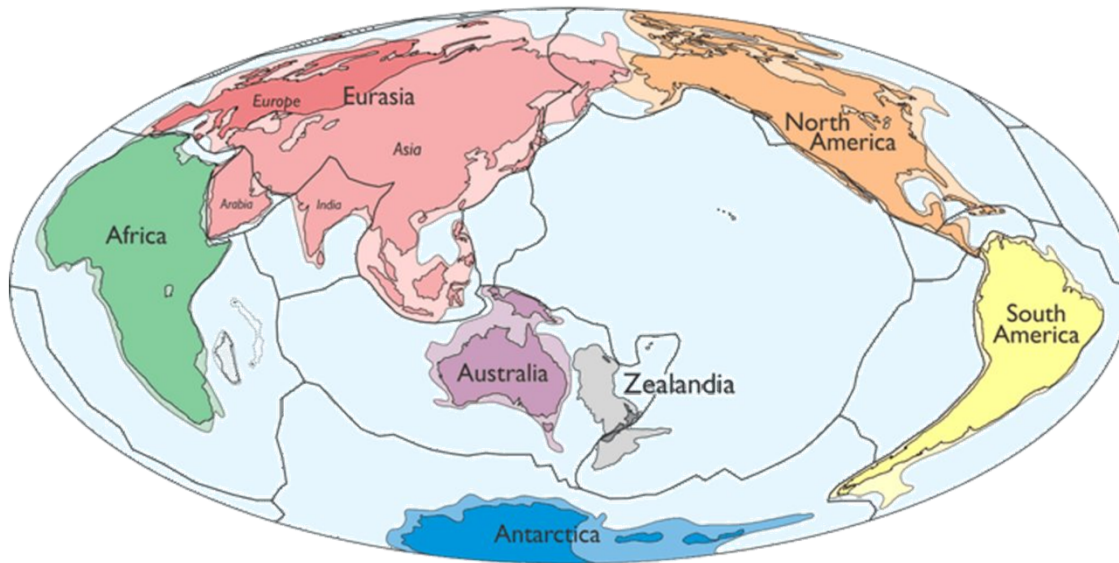 Europe
Eurasia
Asia
North
America
Arabia
India
Africa
South
America
Australia
Zealandia
Antarctica